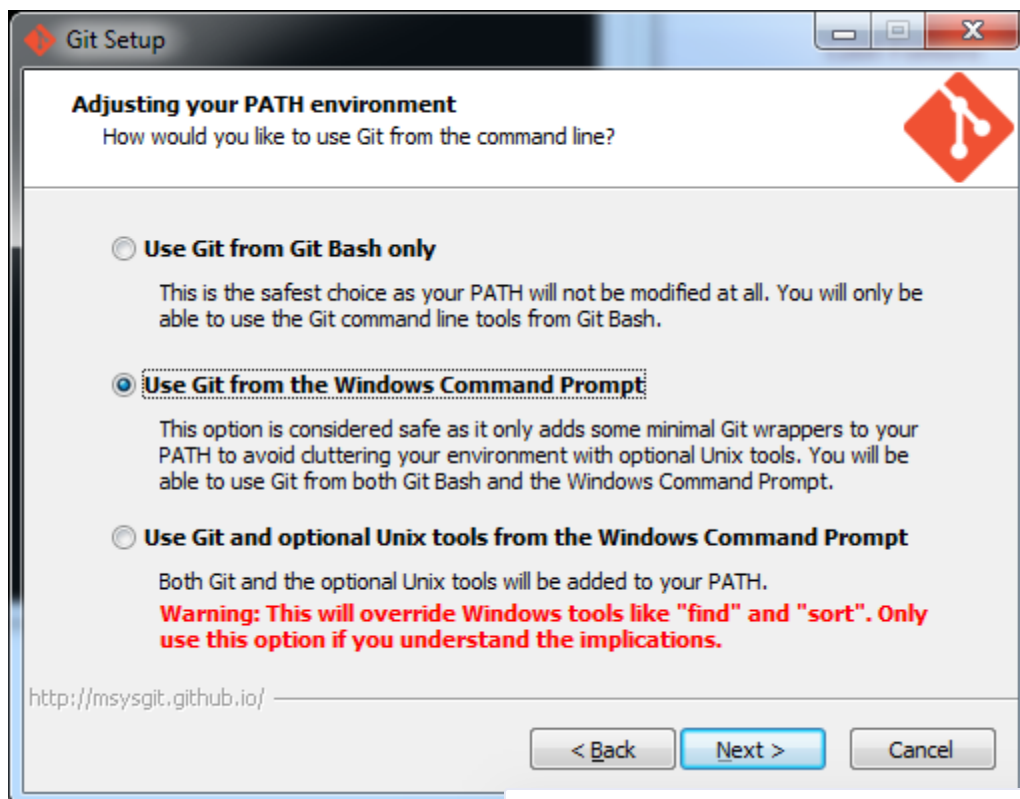 Git Setup
Adjusting your PATH environment
How would you like to use Git from the command line?
Use Git from Git Bash only
This is the safest choice as your PATH will not be modified at all. You will only be
able to use the Git command line tools from Git Bash.
Use Git from the Windows Command Prompt
This option is considered safe as it only adds some minimal Git wrappers to your
PATH to avoid cluttering your environment with optional Unix tools. You will be
able to use Git from both Git Bash and the Windows Command Prompt.
Use Git and optional Unix tools from the Windows Command Prompt
Both Git and the optional Unix tools will be added to your PATH.
Warning: This will override Windows tools like "find" and "sort". Only
use this option if you understand the implications.
http://msysgit.github.io/
< Back
Next >
Cancel